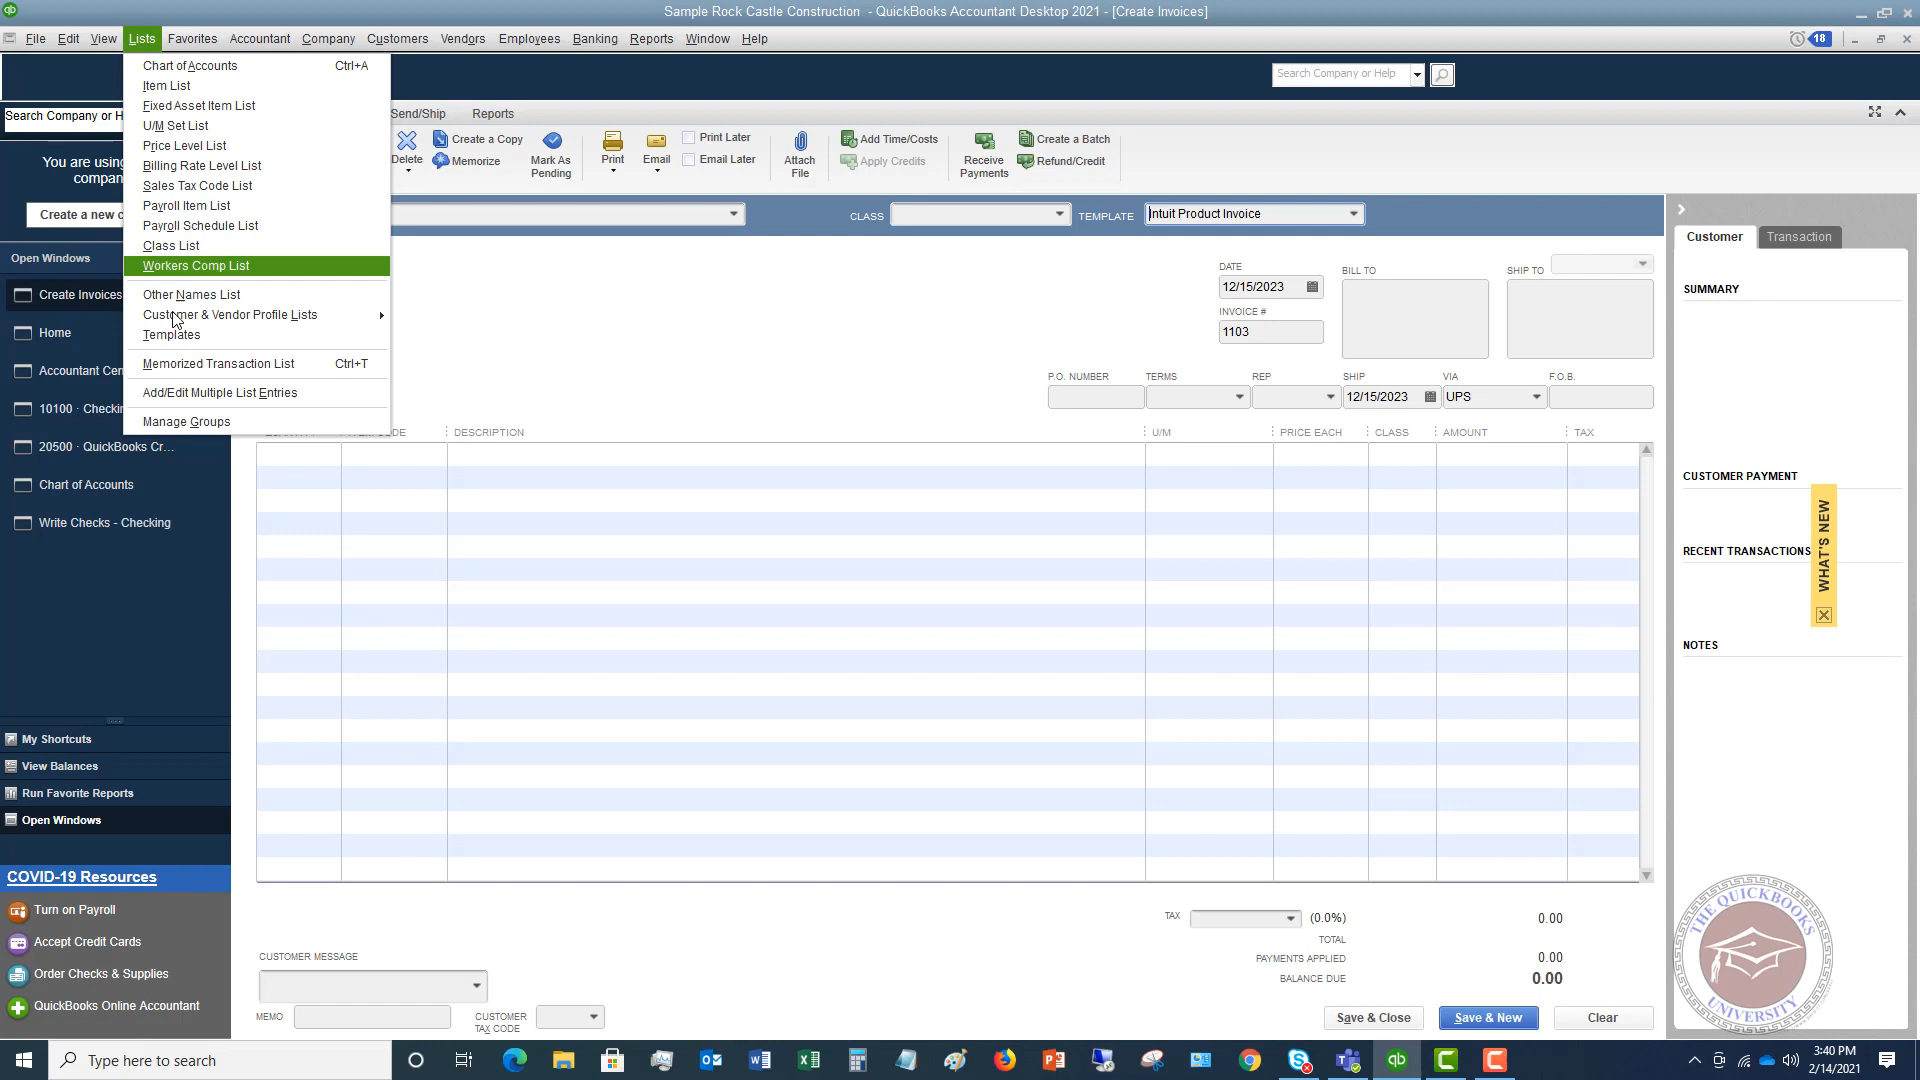 qb
Sample Rock Castle Construction - QuickBooks Accountant Desktop 2021 - [Create Invoices]
File Edit View Lists Favorites Accountant Company Customers Vendors Employees Banking Reports Window Help
18
Chart of Accounts Ctrl+A
Item List
Fixed Asset Item List
U/M Set List
Price Level List
Billing Rate Level List
Sales Tax Code List
Payroll Item List
Payroll Schedule List
Class List
Workers Comp List
Other Names List
Customer & Vendor Profile Lists
Templates
Memorized Transaction List Ctrl+T
Add/Edit Multiple List Entries
Manage Groups
Search Company or Help
Search Company or H
You are using
compan
Create a new c
Open Windows
Create Invoices
Home
Accountant Cen
10100 · Checkin
20500 · QuickBooks Cr...
Chart of Accounts
Write Checks - Checking
My Shortcuts
View Balances
Run Favorite Reports
Open Windows
COVID-19 Resources
Turn on Payroll
Accept Credit Cards
Order Checks & Supplies
QuickBooks Online Accountant
Send/Ship Reports
Delete
Create a Copy
Memorize
Mark As
Pending
Print
Email
Print Later
Email Later
Attach
File
Add Time/Costs
Apply Credits
Receive
Payments
Create a Batch
Refund/Credit
CLASS
TEMPLATE Intuit Product Invoice
DATE
12/15/2023
INVOICE #
1103
BILL TO
SHIP TO
P.O. NUMBER TERMS REP SHIP VIA F.O.B.
12/15/2023 UPS
CODE DESCRIPTION U/M PRICE EACH CLASS AMOUNT TAX
TAX (0.0%) 0.00
TOTAL
PAYMENTS APPLIED 0.00
BALANCE DUE 0.00
CUSTOMER MESSAGE
MEMO
CUSTOMER
TAX CODE
Save & Close Save & New Clear
Customer Transaction
SUMMARY
CUSTOMER PAYMENT
RECENT TRANSACTIONS
NOTES
WHAT'S NEW
THE QUICKBOOKS
UNIVERSITY
Type here to search
qb
3:40 PM
2/14/2021